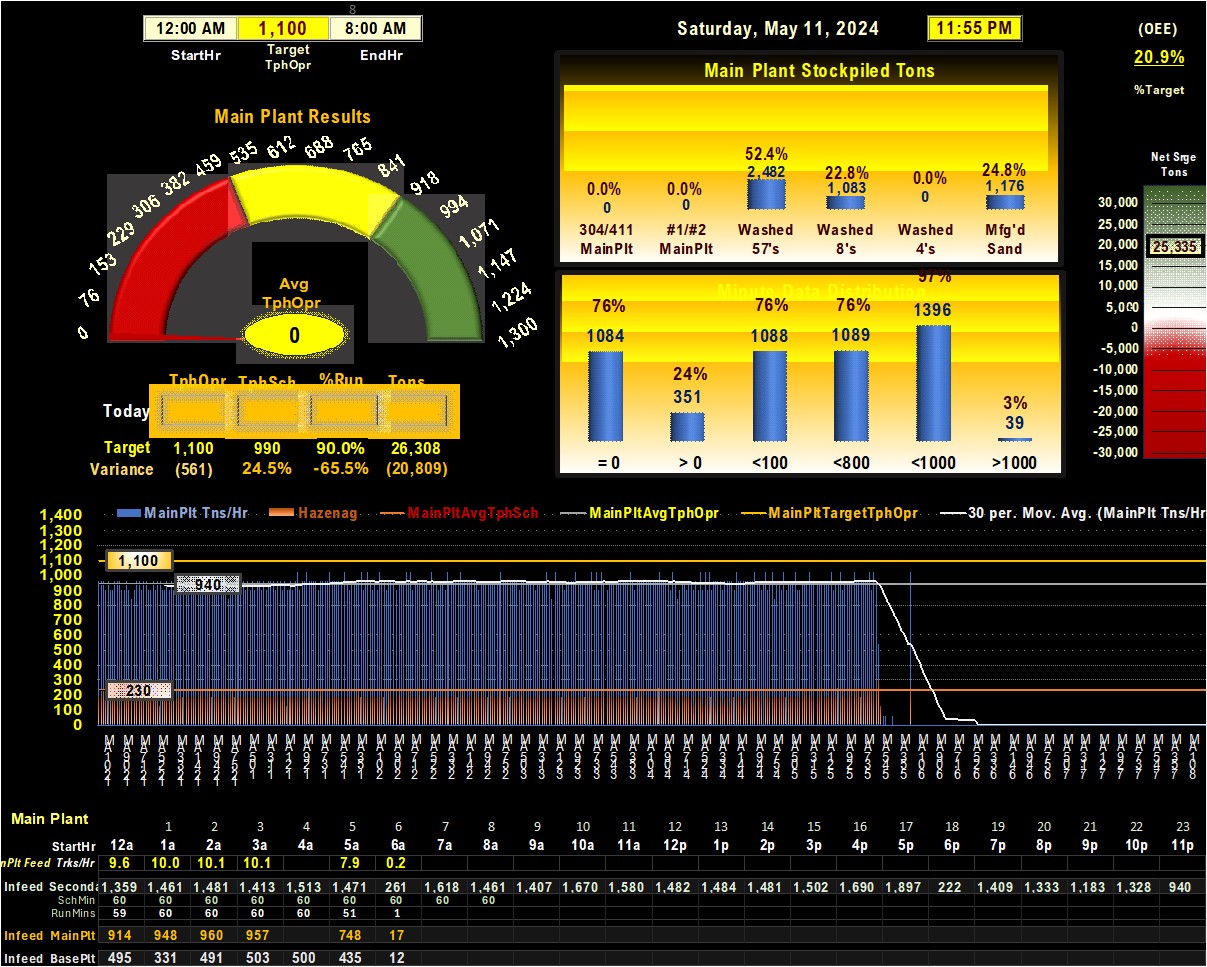 8
12:00 AM 1,100 8:00 AM
StartHr Target TphOpr EndHr
Saturday, May 11, 2024 11:55 PM
(OEE)
20.9%
%Target
Main Plant Results
0 76 153 229 306 382 459 535 612 688 765 841 918 994 1,071 1,147 1,224 1,300
Avg
TphOpr
0
TphOpr TphSch %Run Tons
Today
Target 1,100 990 90.0% 26,308
Variance (561) 24.5% -65.5% (20,809)
Main Plant Stockpiled Tons
0.0% 0.0% 52.4% 22.8% 0.0% 24.8%
0 0 2,482 1,083 0 1,176
304/411 #1/#2 Washed Washed Washed Mfg'd
MainPlt MainPlt 57's 8's 4's Sand
Minute Data Distribution
76% 24% 76% 76% 97% 3%
1084 351 1088 1089 1396 39
= 0 > 0 <100 <800 <1000 >1000
Net Srge
Tons
30,000
25,335
20,000
15,000
10,000
5,000
0
-5,000
-10,000
-15,000
-20,000
-25,000
-30,000
MainPlt Tns/Hr Hazenag MainPltAvgTphSch MainPltAvgTphOpr MainPltTargetTphOpr 30 per. Mov. Avg. (MainPlt Tns/Hr
1,400
1,300
1,200
1,100
1,000
900
800
700
600
500
400
300
200
100
0
1,100
940
230
Main Plant
1 2 3 4 5 6 7 8 9 10 11 12 13 14 15 16 17 18 19 20 21 22 23
StartHr 12a 1a 2a 3a 4a 5a 6a 7a 8a 9a 10a 11a 12p 1p 2p 3p 4p 5p 6p 7p 8p 9p 10p 11p
nPlt Feed Trks/Hr 9.6 10.0 10.1 10.1 7.9 0.2
Infeed Seconda 1,359 1,461 1,481 1,413 1,513 1,471 261 1,618 1,461 1,407 1,670 1,580 1,482 1,484 1,481 1,502 1,690 1,897 222 1,409 1,333 1,183 1,328 940
SchMin 60 60 60 60 60 60 60 60 60
RunMins 59 60 60 60 60 51 1
Infeed MainPlt 914 948 960 957 748 17
Infeed BasePlt 495 331 491 503 500 435 12